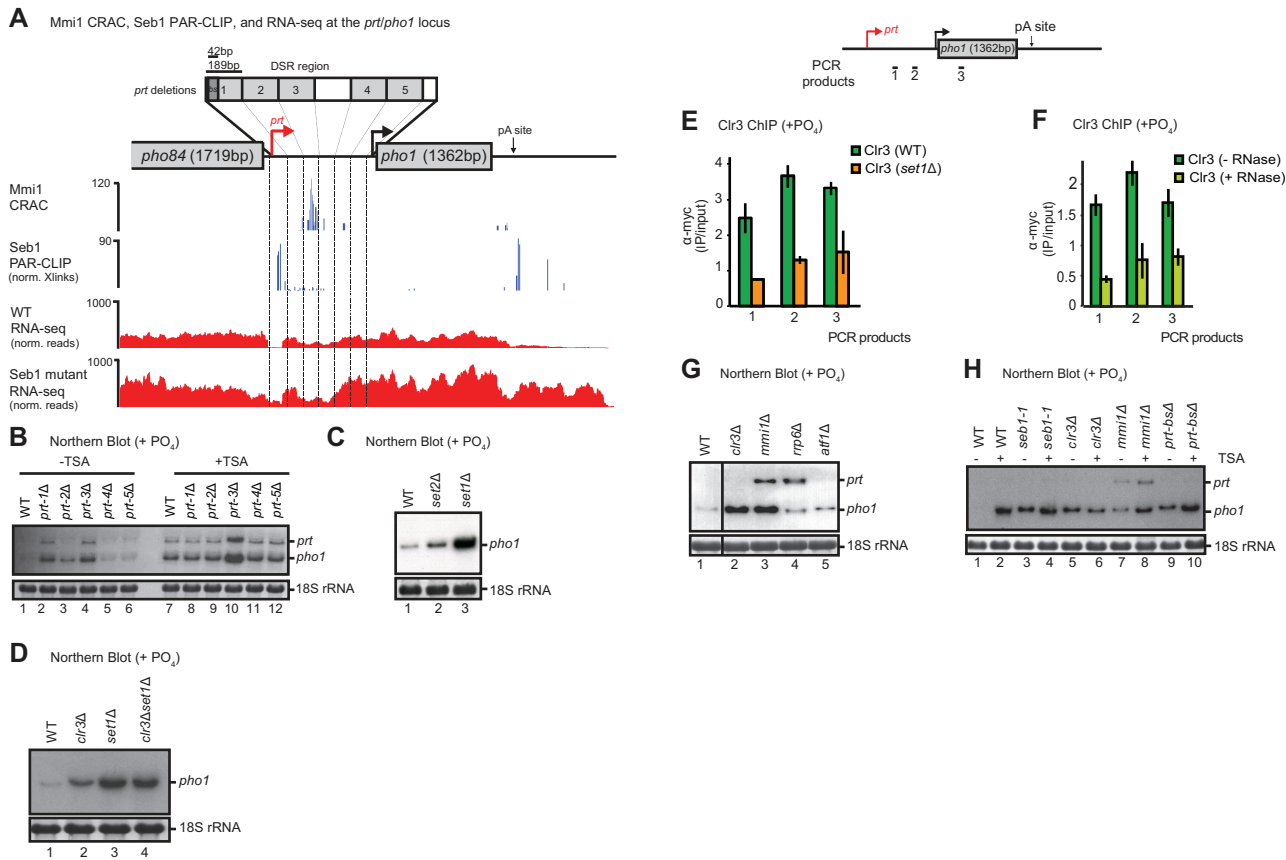 A Mmi1 CRAC, Seb1 PAR-CLIP, and RNA-seq at the prt/pho1 locus
42bp
189bp
DSR region
prt deletions
bs 1 2 3 4 5
prt
pA site
pho84 (1719bp)
pho1 (1362bp)
120
Mmi1
CRAC
90
Seb1
PAR-CLIP
(norm. Xlinks)
1000
WT
RNA-seq
(norm. reads)
1000
Seb1 mutant
RNA-seq
(norm. reads)
B Northern Blot (+ PO4)
-TSA
+TSA
WT prt-1Δ prt-2Δ prt-3Δ prt-4Δ prt-5Δ WT prt-1Δ prt-2Δ prt-3Δ prt-4Δ prt-5Δ
prt
pho1
18S rRNA
1 2 3 4 5 6 7 8 9 10 11 12
C Northern Blot (+ PO4)
WT set2Δ set1Δ
pho1
18S rRNA
1 2 3
D Northern Blot (+ PO4)
WT clr3Δ set1Δ clr3Δset1Δ
pho1
18S rRNA
1 2 3 4
prt
pA site
pho1 (1362bp)
PCR
products
1 2 3
E Clr3 ChIP (+PO4)
Clr3 (WT)
Clr3 (set1Δ)
α-myc
(IP/input)
4
3
2
1
0
1 2 3
PCR products
F Clr3 ChIP (+PO4)
Clr3 (- RNase)
Clr3 (+ RNase)
α-myc
(IP/input)
2
1.5
1
0.5
0
1 2 3
PCR products
G Northern Blot (+ PO4)
WT clr3Δ mmi1Δ rrp6Δ atf1Δ
prt
pho1
18S rRNA
1 2 3 4 5
H Northern Blot (+ PO4)
WT WT seb1-1 seb1-1 clr3Δ clr3Δ mmi1Δ mmi1Δ prt-bsΔ prt-bsΔ
- + - + - + - + - + TSA
prt
pho1
18S rRNA
1 2 3 4 5 6 7 8 9 10